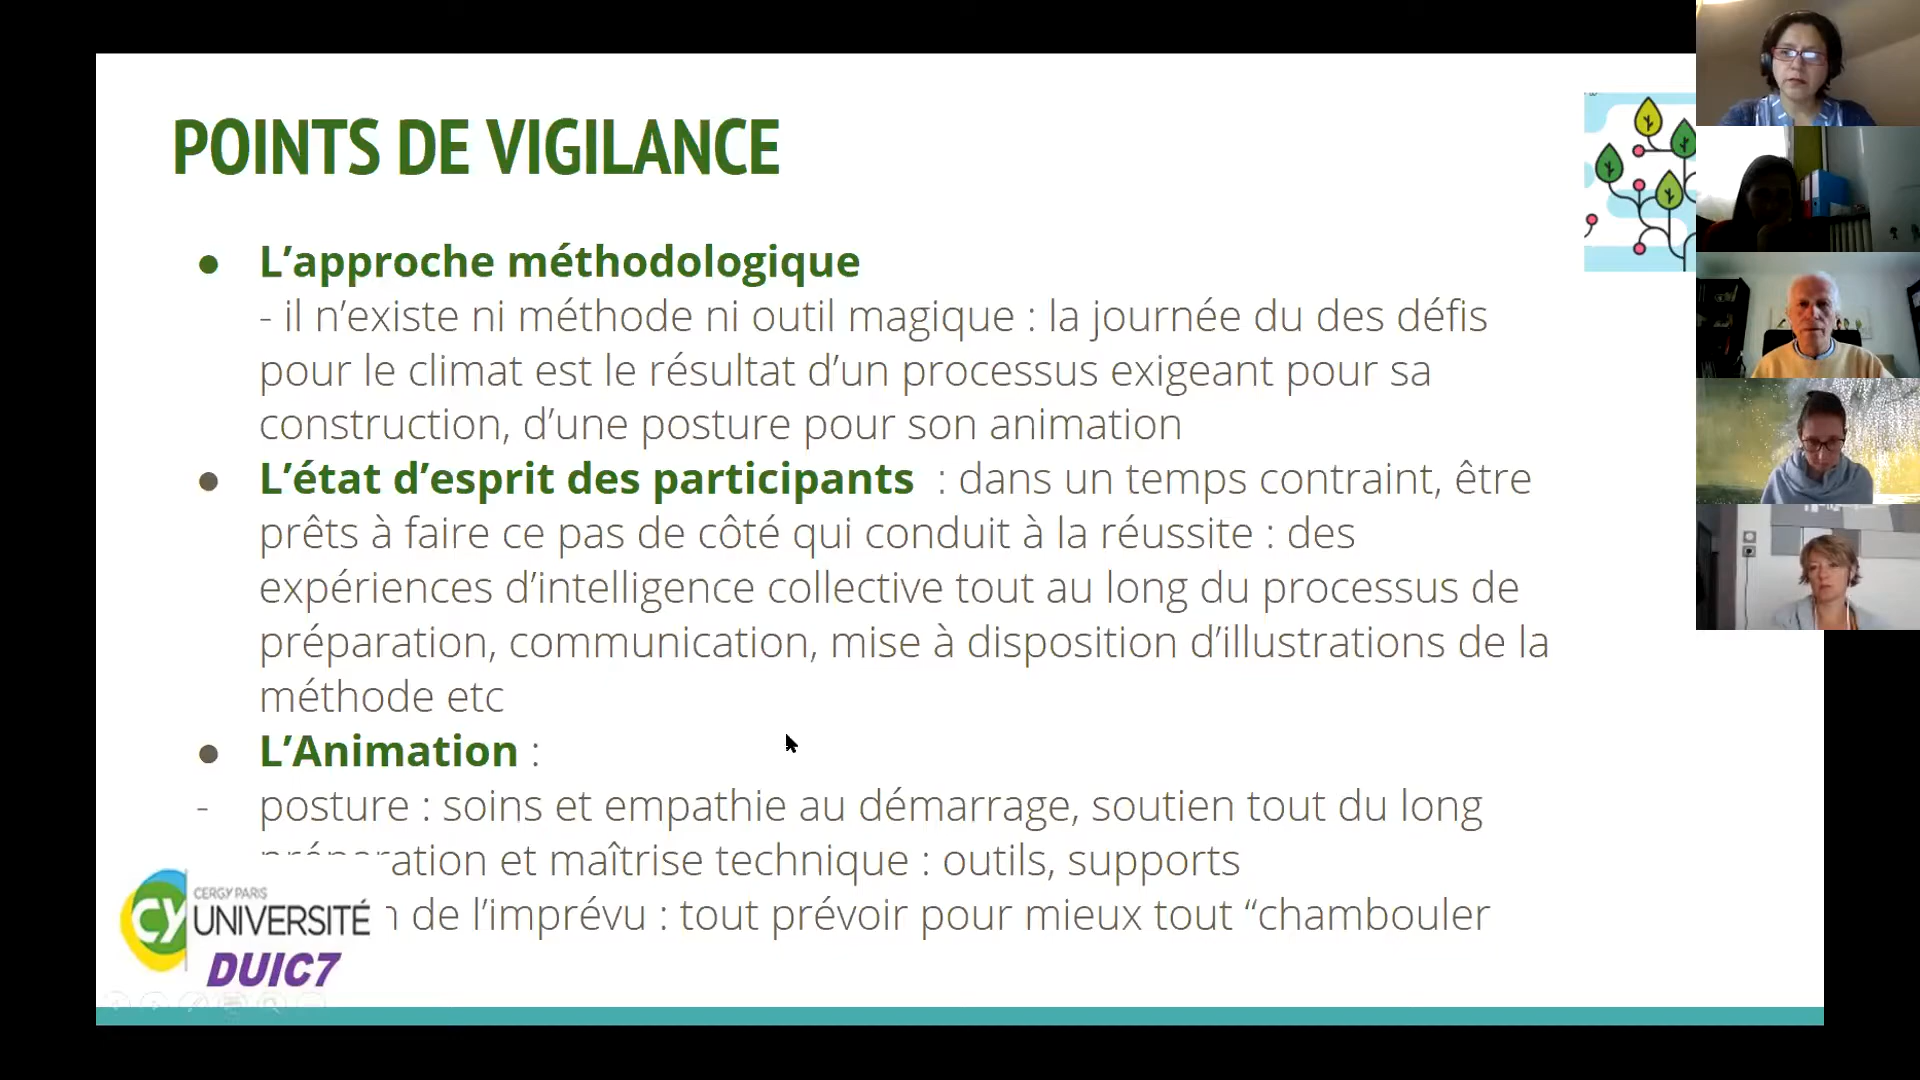 POINTS DE VIGILANCE
● L’approche méthodologique
- il n’existe ni méthode ni outil magique : la journée du des défis
pour le climat est le résultat d’un processus exigeant pour sa
construction, d’une posture pour son animation
● L’état d’esprit des participants : dans un temps contraint, être
prêts à faire ce pas de côté qui conduit à la réussite : des
expériences d’intelligence collective tout au long du processus de
préparation, communication, mise à disposition d’illustrations de la
méthode etc
● L’Animation :
- posture : soins et empathie au démarrage, soutien tout du long
préparation et maîtrise technique : outils, supports
de l’imprévu : tout prévoir pour mieux tout “chambouler
CY
CERGY PARIS
UNIVERSITÉ
DUIC7